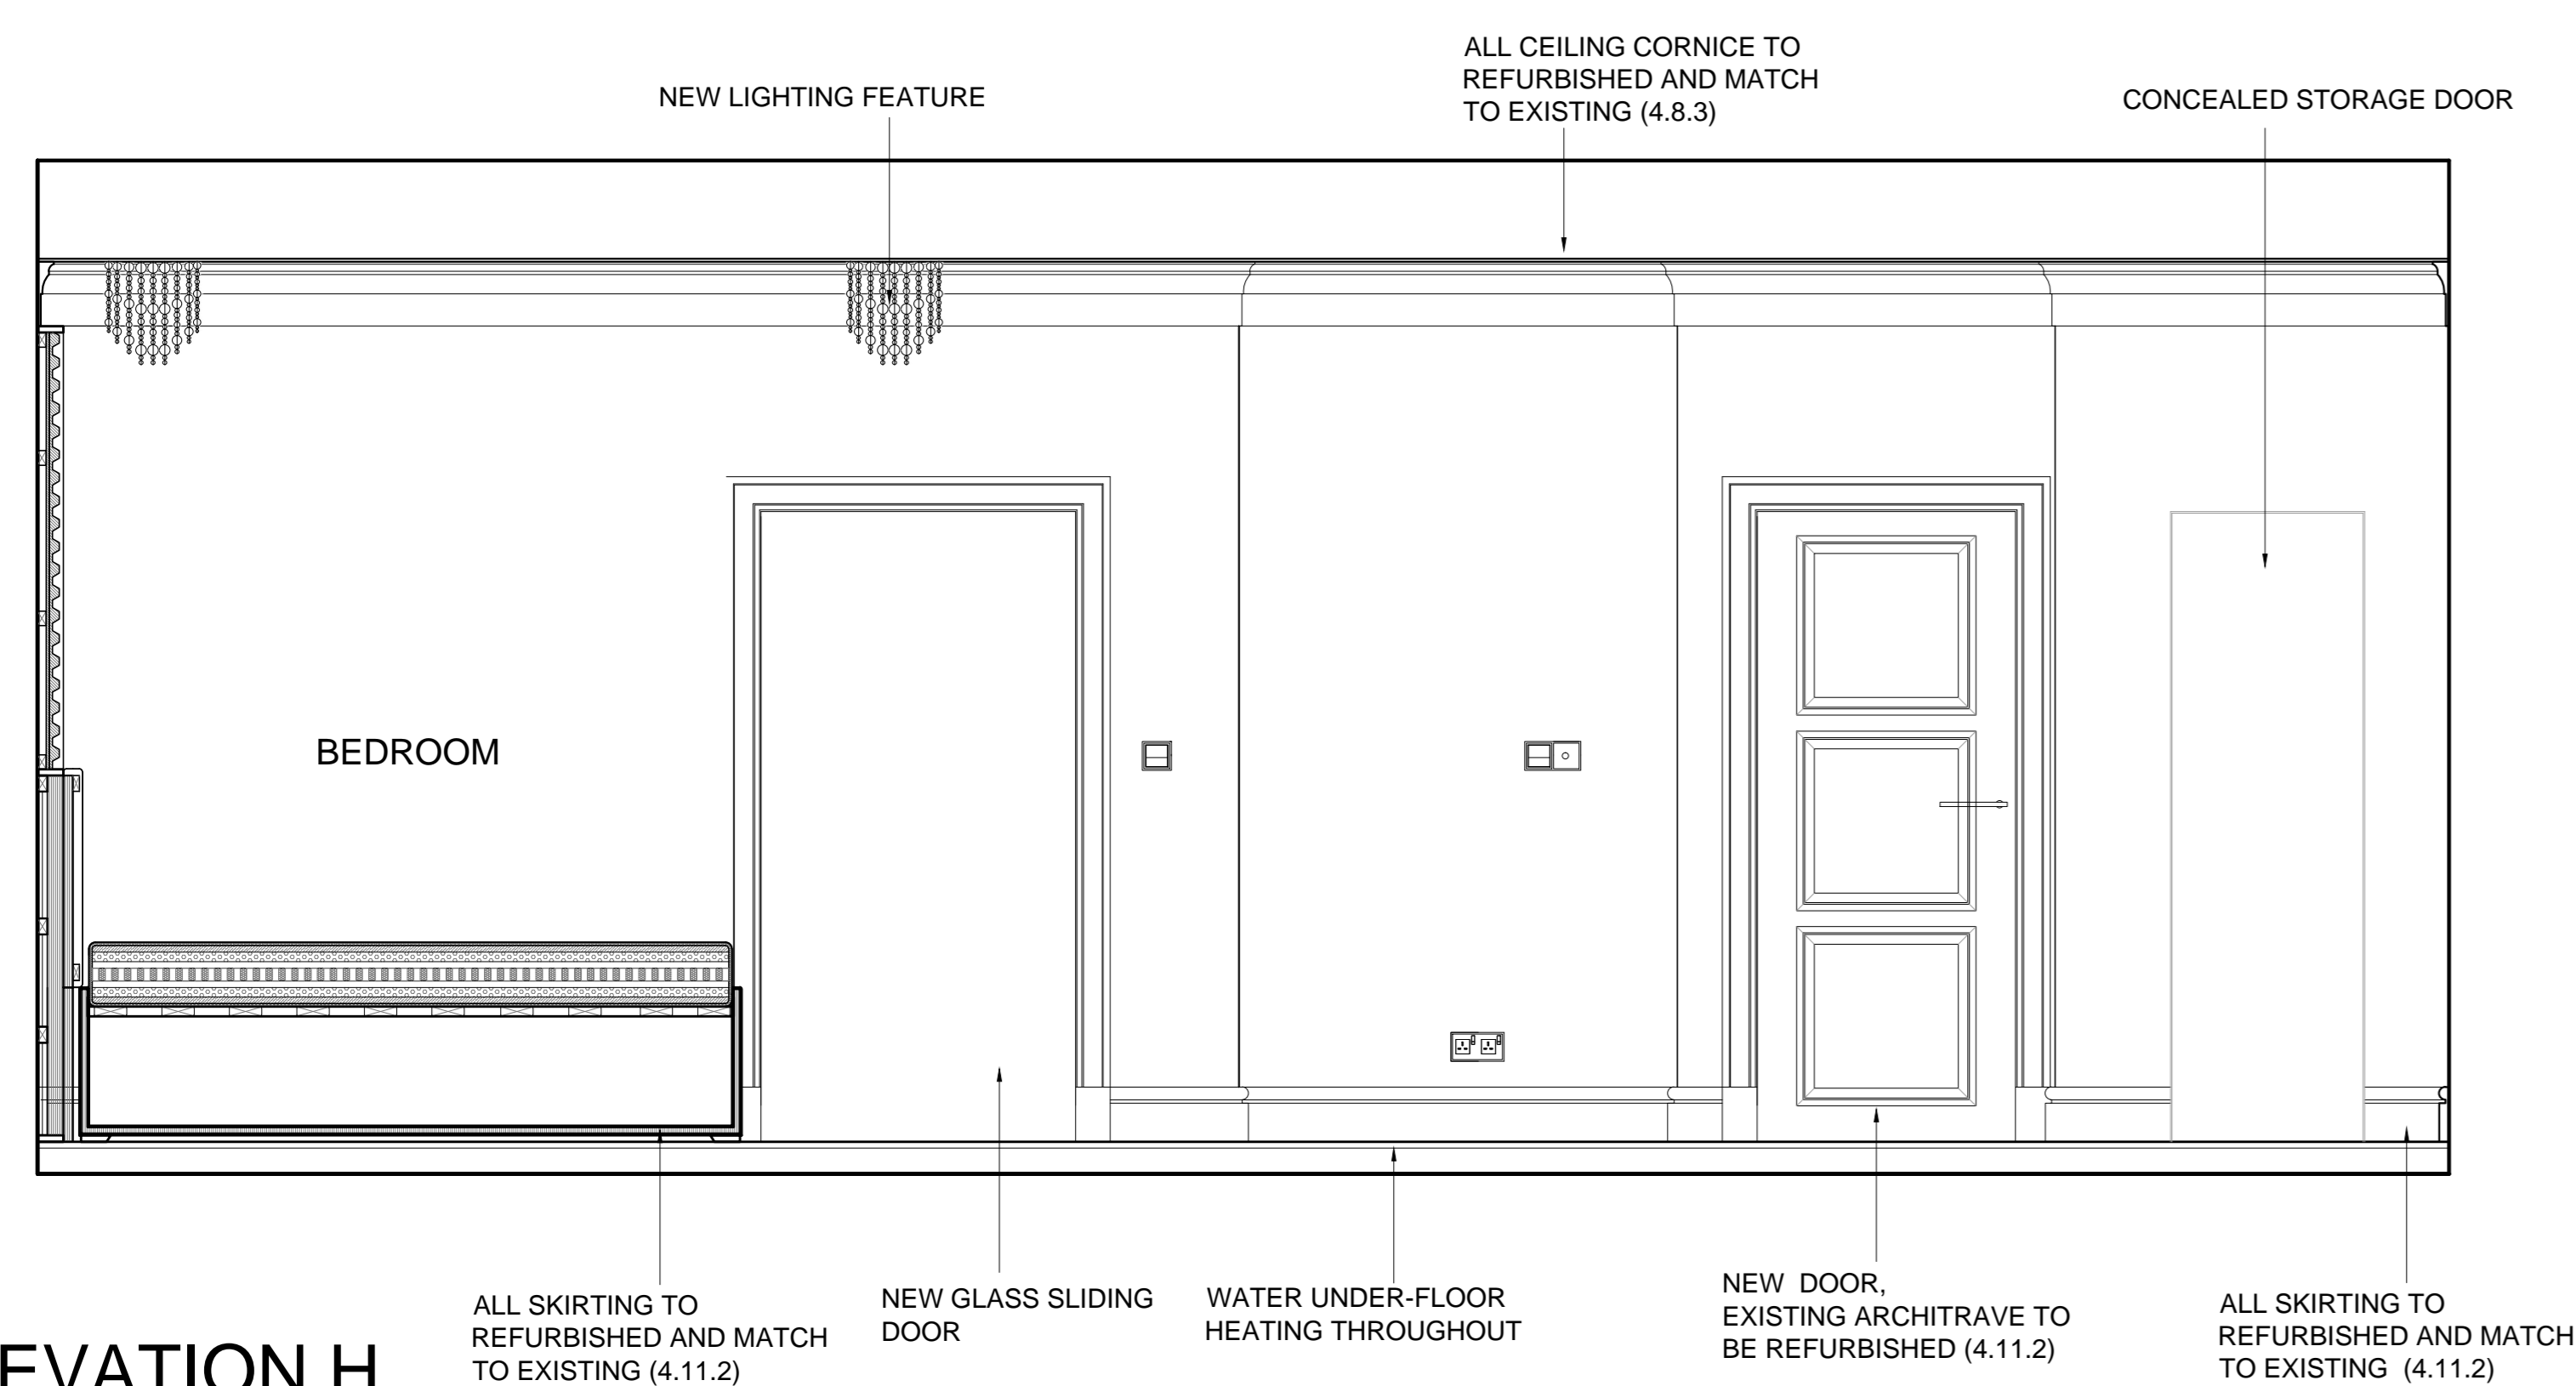 ALL CEILING CORNICE TO
REFURBISHED AND MATCH
TO EXISTING (4.8.3)
NEW LIGHTING FEATURE
CONCEALED STORAGE DOOR
BEDROOM
ALL SKIRTING TO
REFURBISHED AND MATCH
TO EXISTING (4.11.2)
NEW GLASS SLIDING
DOOR
WATER UNDER-FLOOR
HEATING THROUGHOUT
NEW DOOR,
EXISTING ARCHITRAVE TO
BE REFURBISHED (4.11.2)
ALL SKIRTING TO
REFURBISHED AND MATCH
TO EXISTING (4.11.2)
EVATION H